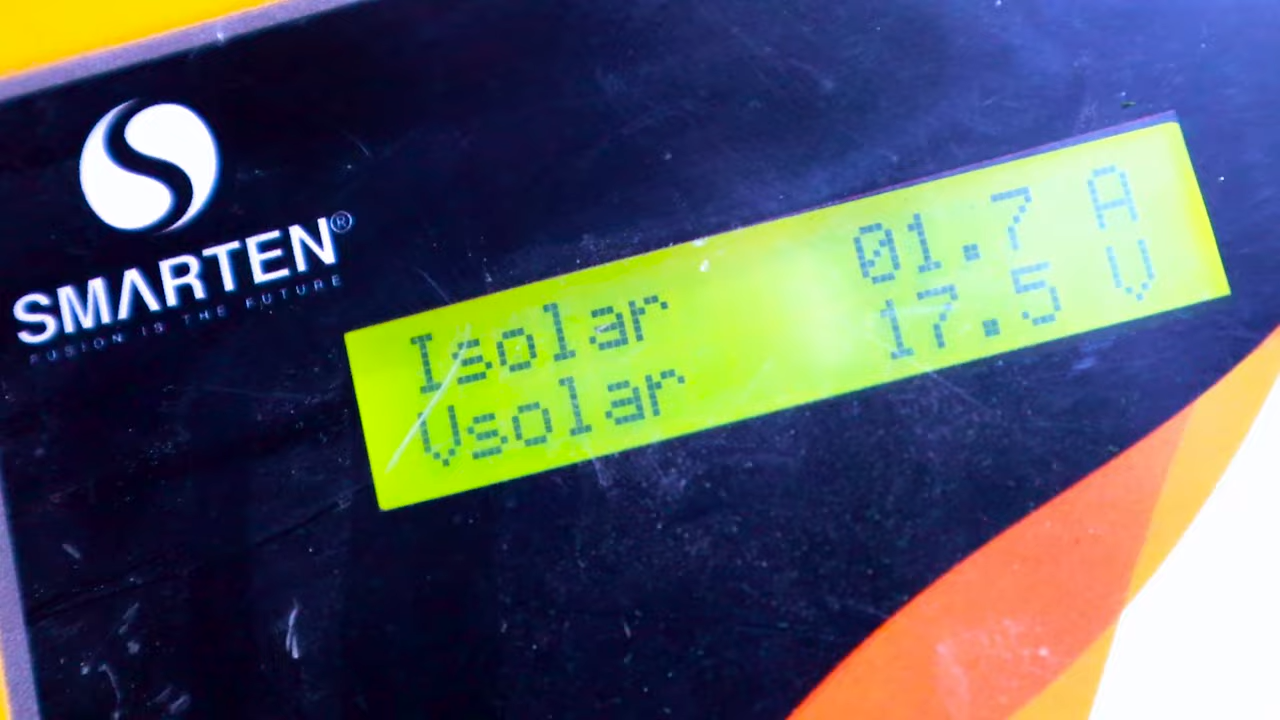 SMARTEN®
FUSION IS THE FUTURE
Isolar 01.7 A
Vsolar 17.5 V